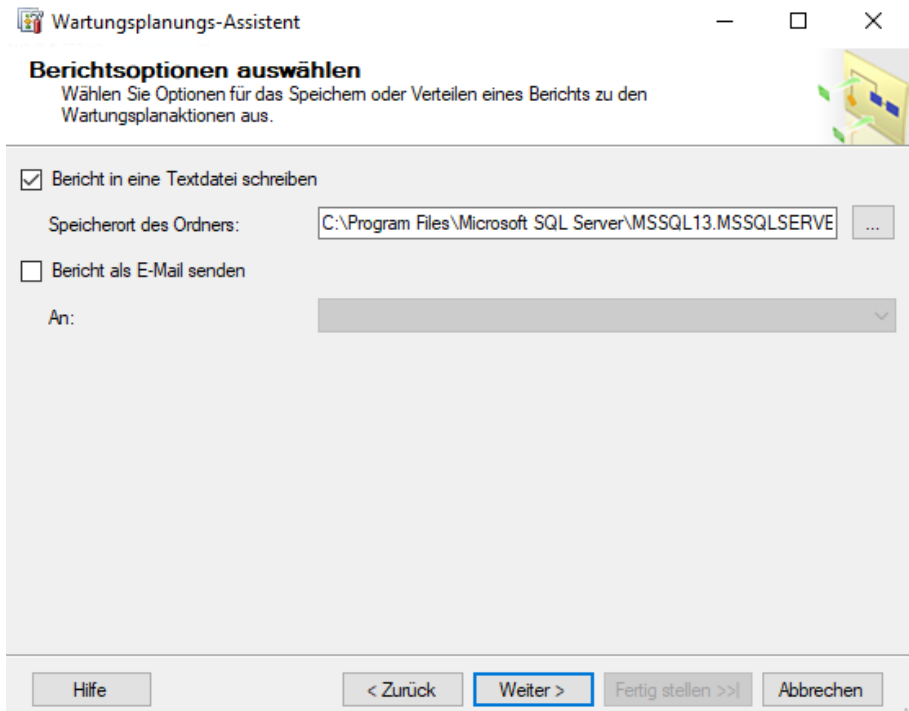 Wartungsplanungs-Assistent
Berichtsoptionen auswählen
Wählen Sie Optionen für das Speichern oder Verteilen eines Berichts zu den
Wartungsplanaktionen aus.
Bericht in eine Textdatei schreiben
Speicherort des Ordners: C:\Program Files\Microsoft SQL Server\MSSQL13.MSSQLSERVE ...
Bericht als E-Mail senden
An:
Hilfe < Zurück Weiter > Fertig stellen >>| Abbrechen